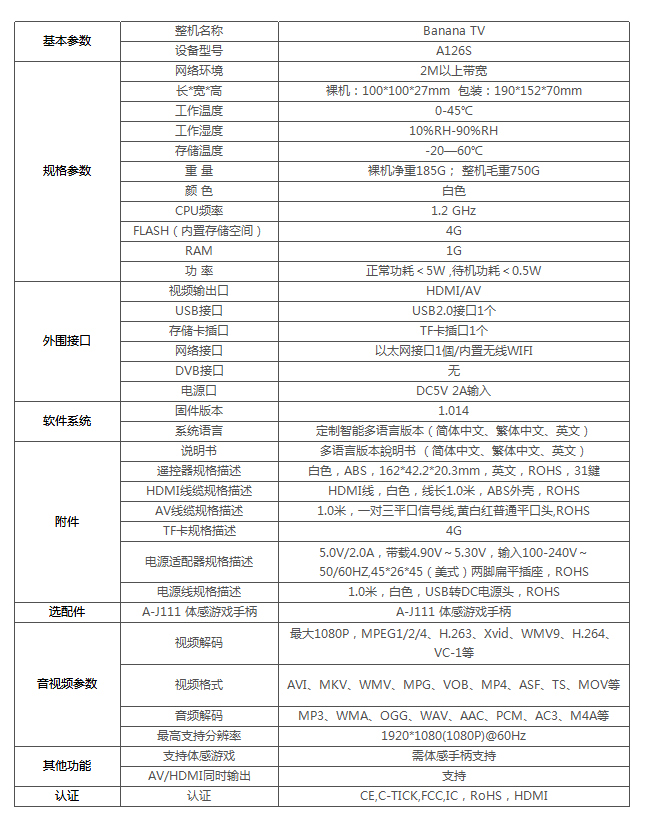 基本参数
整机名称 Banana TV
设备型号 A126S
规格参数
网络环境 2M以上带宽
长*宽*高 裸机：100*100*27mm 包装：190*152*70mm
工作温度 0-45℃
工作湿度 10%RH-90%RH
存储温度 -20—60℃
重 量 裸机净重185G； 整机毛重750G
颜 色 白色
CPU频率 1.2 GHz
FLASH（内置存储空间） 4G
RAM 1G
功 率 正常功耗＜5W ,待机功耗＜0.5W
外围接口
视频输出口 HDMI/AV
USB接口 USB2.0接口1个
存储卡插口 TF卡插口1个
网络接口 以太网接口1個/内置无线WIFI
DVB接口 无
电源口 DC5V 2A输入
软件系统
固件版本 1.014
系统语言 定制智能多语言版本（简体中文、繁体中文、英文）
附件
说明书 多语言版本說明书 （简体中文、繁体中文、英文）
遥控器规格描述 白色，ABS，162*42.2*20.3mm，英文，ROHS，31鍵
HDMI线缆规格描述 HDMI线，白色，线长1.0米，ABS外壳，ROHS
AV线缆规格描述 1.0米，一对三平口信号线,黄白红普通平口头,ROHS
TF卡规格描述 4G
电源适配器规格描述 5.0V/2.0A，带载4.90V～5.30V，输入100-240V～
50/60HZ,45*26*45（美式）两脚扁平插座，ROHS
电源线规格描述 1.0米，白色，USB转DC电源头，ROHS
选配件 A-J111 体感游戏手柄 A-J111 体感游戏手柄
音视频参数
视频解码 最大1080P，MPEG1/2/4、H.263、Xvid、WMV9、H.264、
VC-1等
视频格式 AVI、MKV、WMV、MPG、VOB、MP4、ASF、TS、MOV等
音频解码 MP3、WMA、OGG、WAV、AAC、PCM、AC3、M4A等
最高支持分辨率 1920*1080(1080P)@60Hz
其他功能
支持体感游戏 需体感手柄支持
AV/HDMI同时输出 支持
认证 认证 CE,C-TICK,FCC,IC，RoHS，HDMI